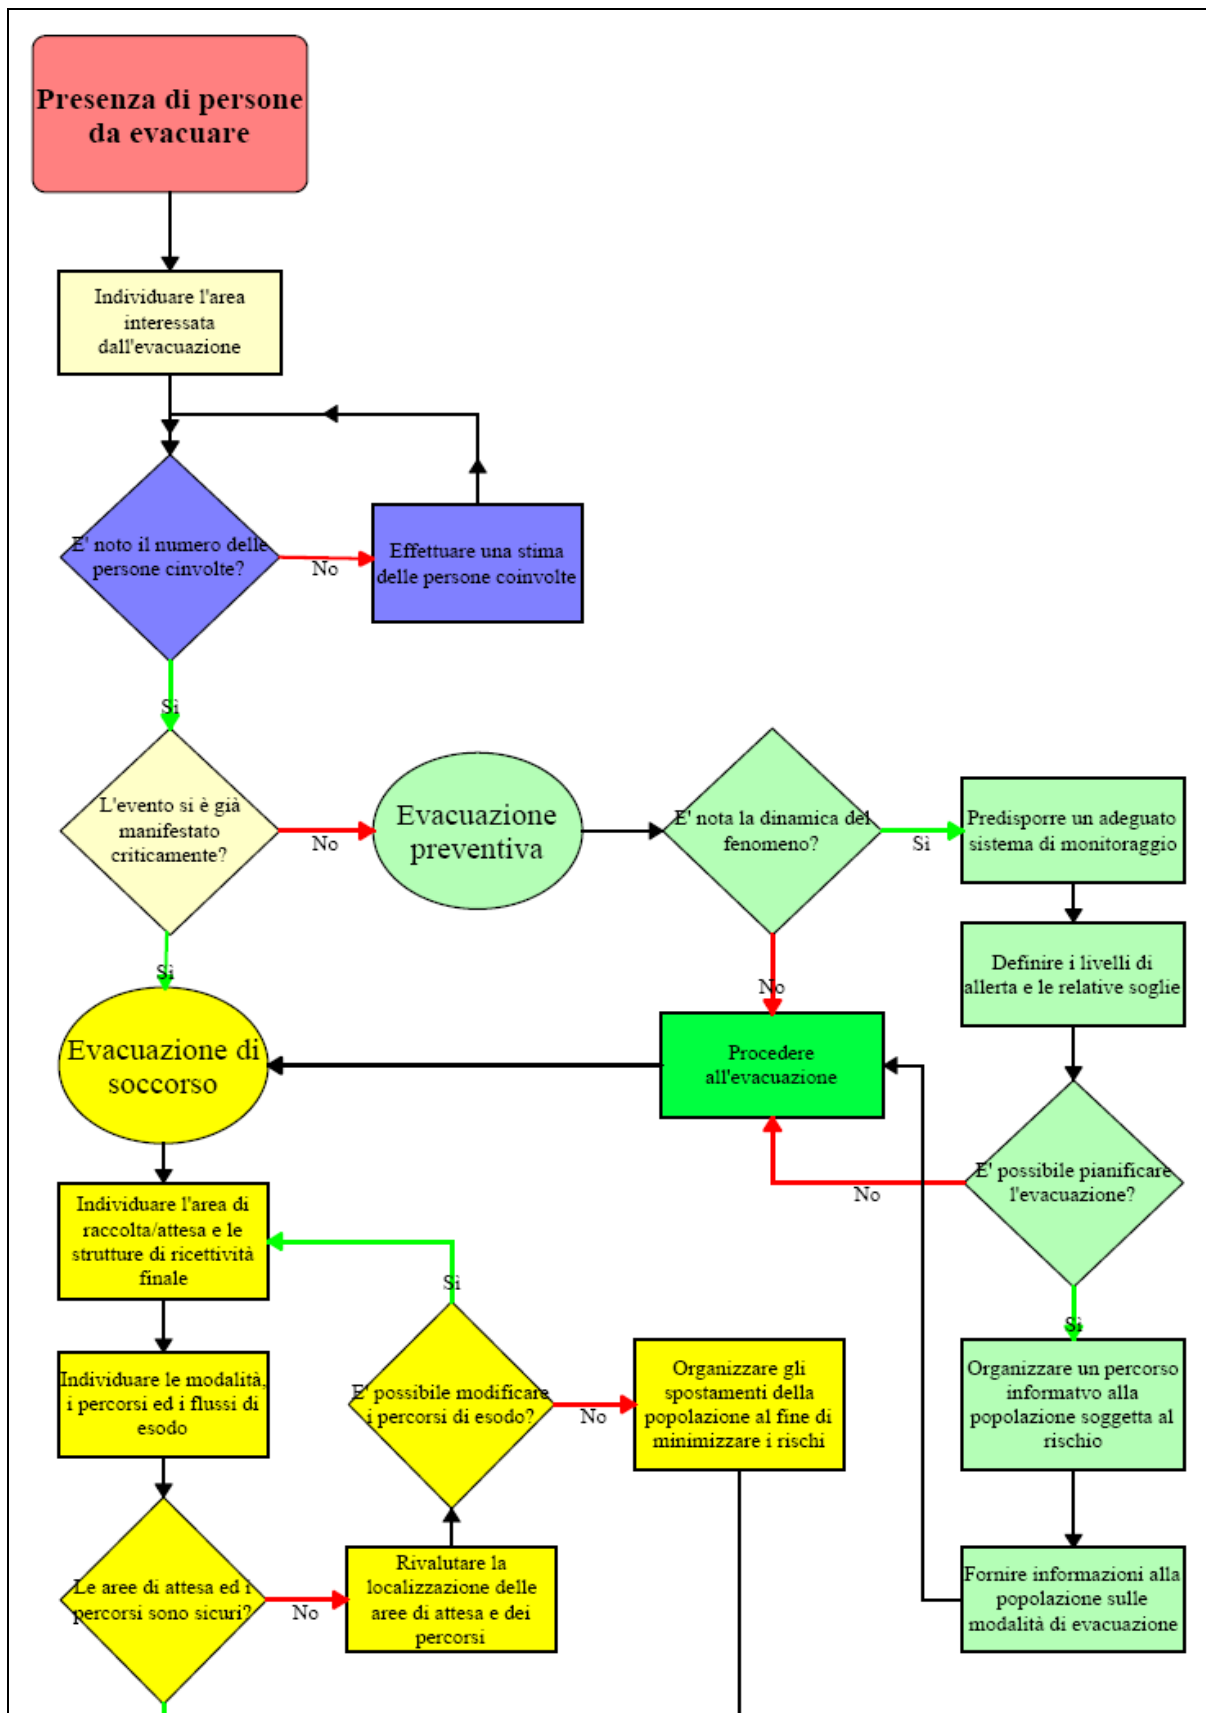 Presenza di persone
da evacuare
Individuare l'area
interessata
dall'evacuazione
E' noto il numero delle
persone cinvolte?
No
Effettuare una stima
delle persone coinvolte
Sì
L'evento si è già
manifestato
criticamente?
No
Evacuazione
preventiva
E' nota la dinamica del
fenomeno?
Sì
Predisporre un adeguato
sistema di monitoraggio
No
Sì
Definire i livelli di
allerta e le relative soglie
Evacuazione di
soccorso
Procedere
all'evacuazione
E' possibile pianificare
l'evacuazione?
No
Individuare l'area di
raccolta/attesa e le
strutture di ricettività
finale
Sì
Sì
Individuare le modalità,
i percorsi ed i flussi di
esodo
E' possibile modificare
i percorsi di esodo?
No
Organizzare gli
spostamenti della
popolazione al fine di
minimizzare i rischi
Organizzare un percorso
informatvo alla
popolazione soggetta al
rischio
Le aree di attesa ed i
percorsi sono sicuri?
No
Rivalutare la
localizzazione delle
aree di attesa e dei
percorsi
Fornire informazioni alla
popolazione sulle
modalità di evacuazione